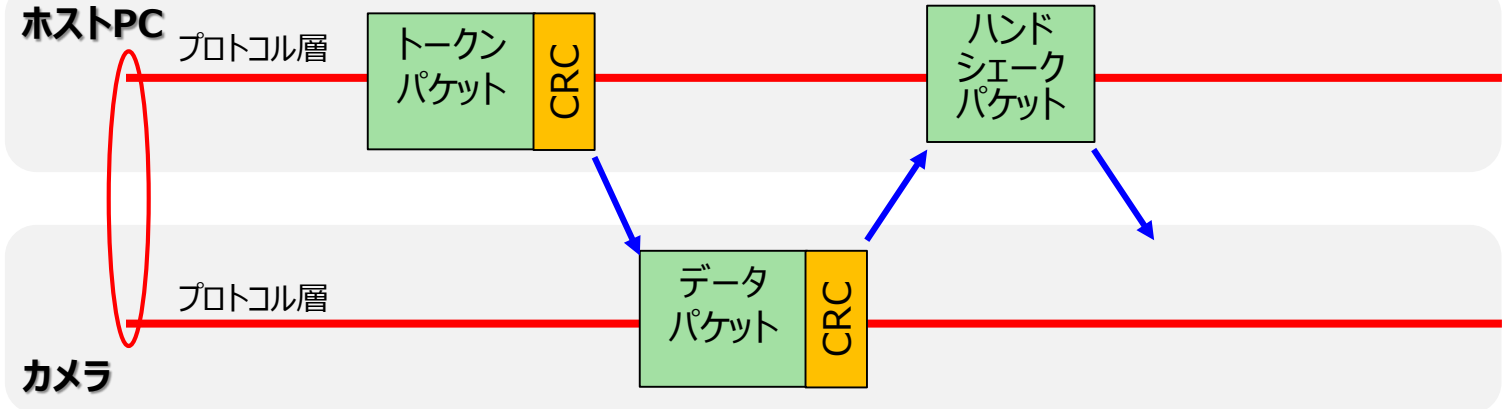 ホストPC
プロトコル層
トークン
パケット
CRC
ハンド
シェーク
パケット
プロトコル層
データ
パケット
CRC
カメラ